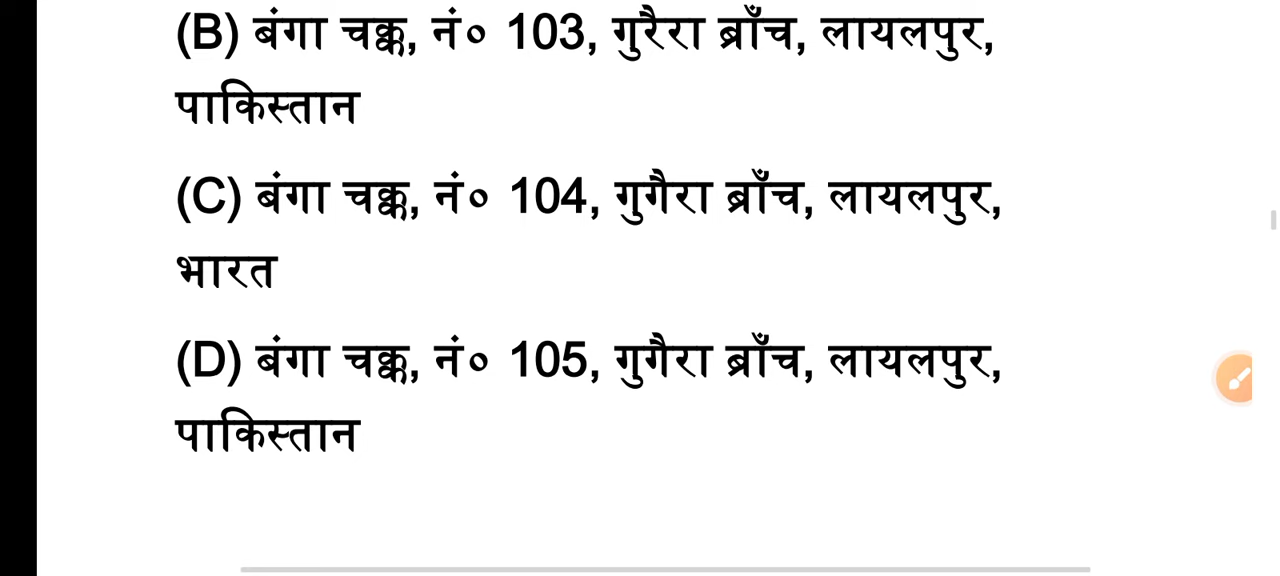 (B) बंगा चक्क, नं० 103, गुरैरा ब्राँच, लायलपुर,
पाकिस्तान
(C) बंगा चक्क, नं० 104, गुगैरा ब्राँच, लायलपुर,
भारत
(D) बंगा चक्क, नं० 105, गुगैरा ब्राँच, लायलपुर,
पाकिस्तान